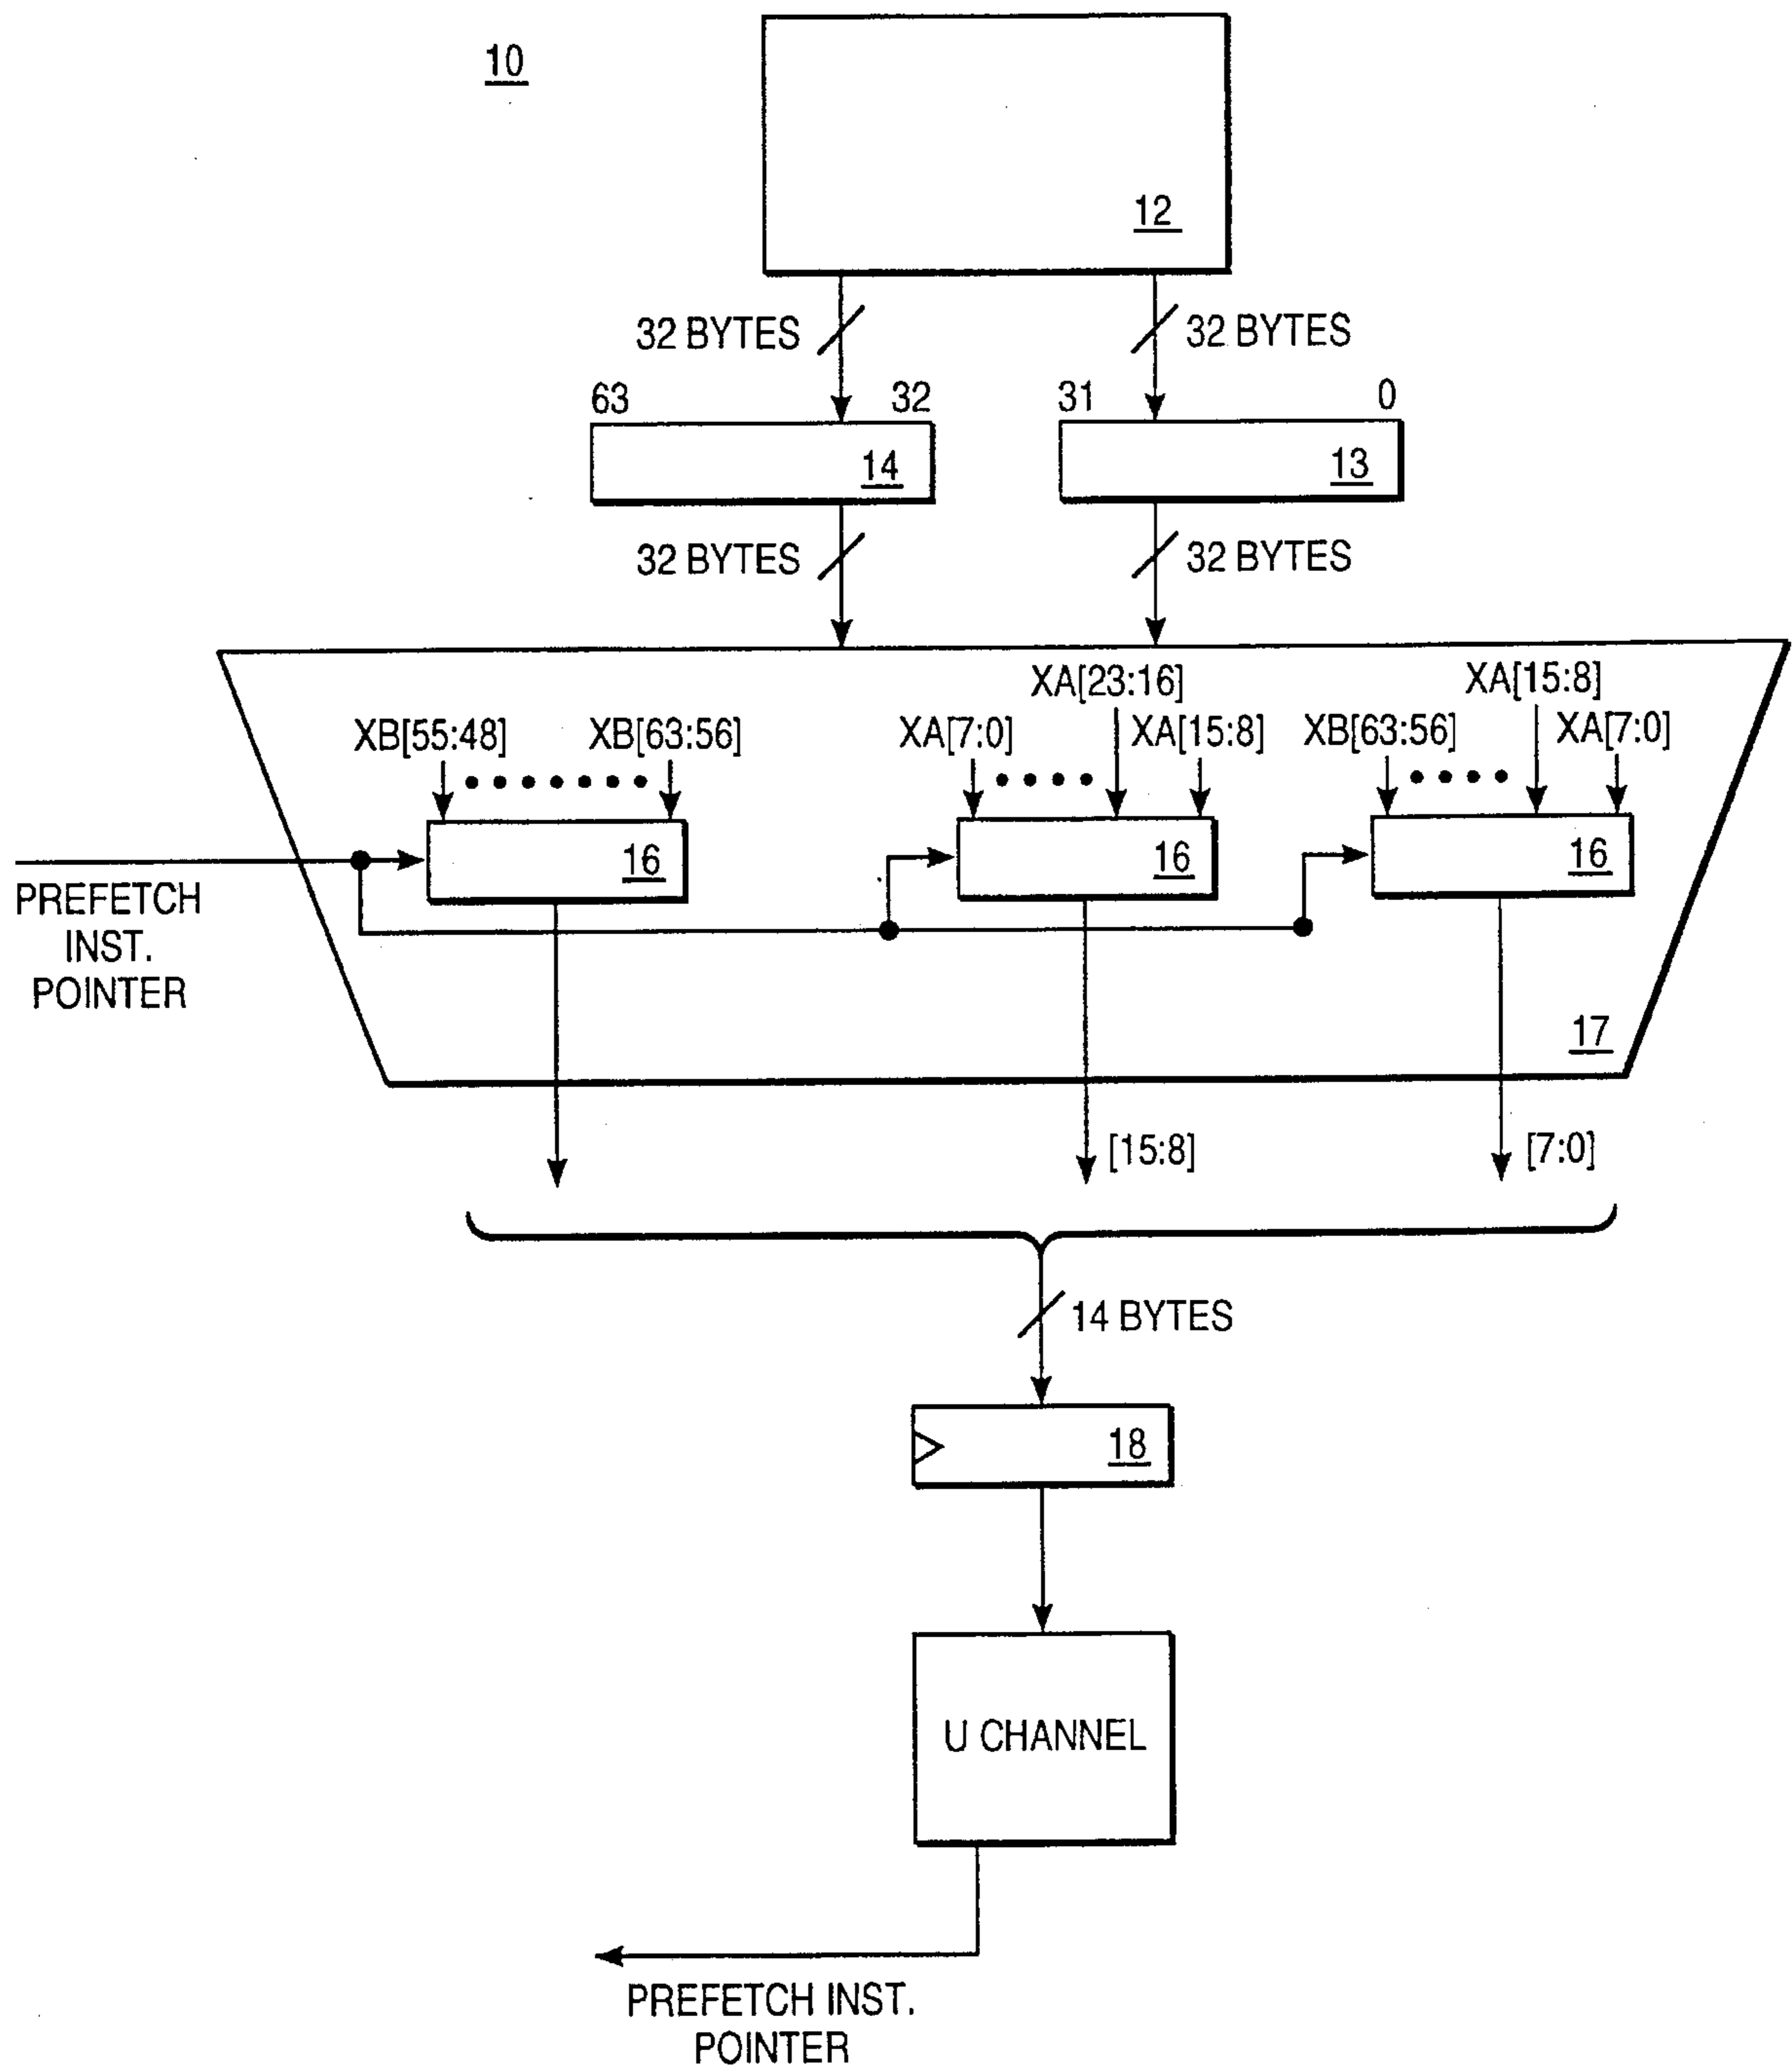 10
12
32 BYTES
32 BYTES
63
32
31
0
14
13
32 BYTES
32 BYTES
XA[23:16]
XA[15:8]
XB[55:48]
XB[63:56]
XA[7:0]
XA[15:8]
XB[63:56]
XA[7:0]
16
16
16
PREFETCH
INST.
POINTER
17
[15:8]
[7:0]
14 BYTES
18
U CHANNEL
PREFETCH INST.
POINTER